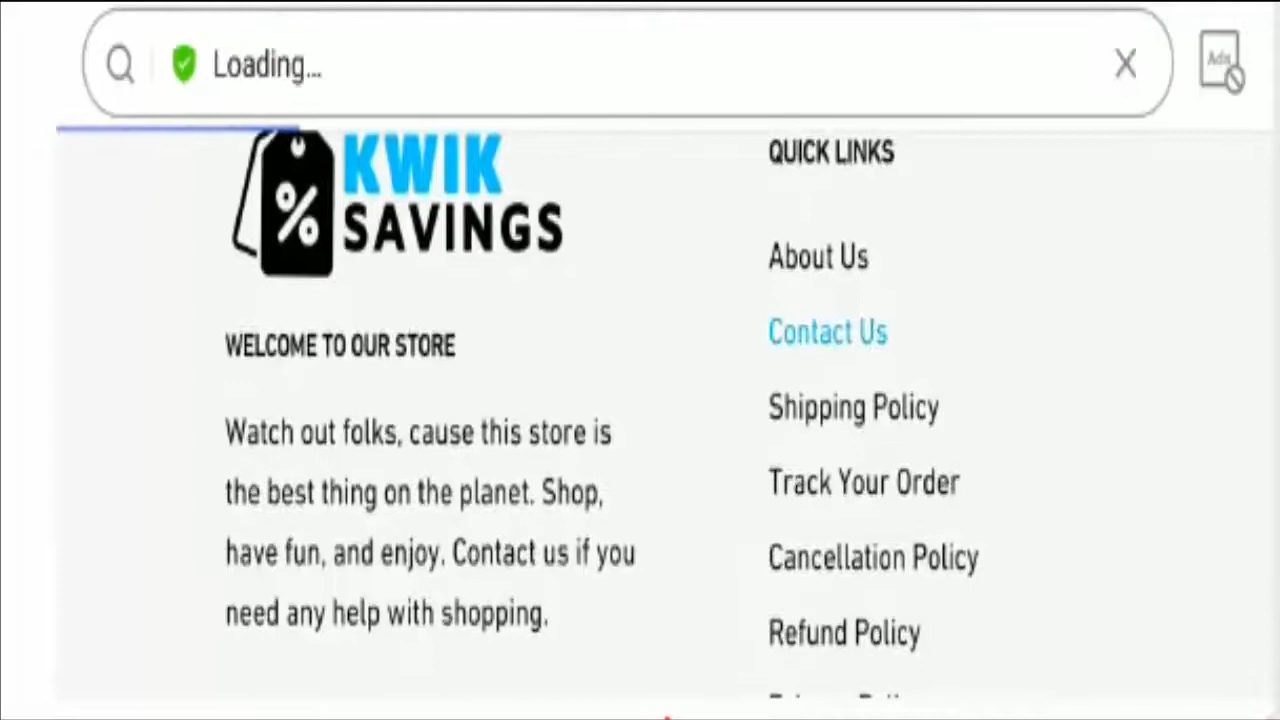 Loading...
Ads
KWIK
SAVINGS
%
WELCOME TO OUR STORE
Watch out folks, cause this store is
the best thing on the planet. Shop,
have fun, and enjoy. Contact us if you
need any help with shopping.
QUICK LINKS
About Us
Contact Us
Shipping Policy
Track Your Order
Cancellation Policy
Refund Policy